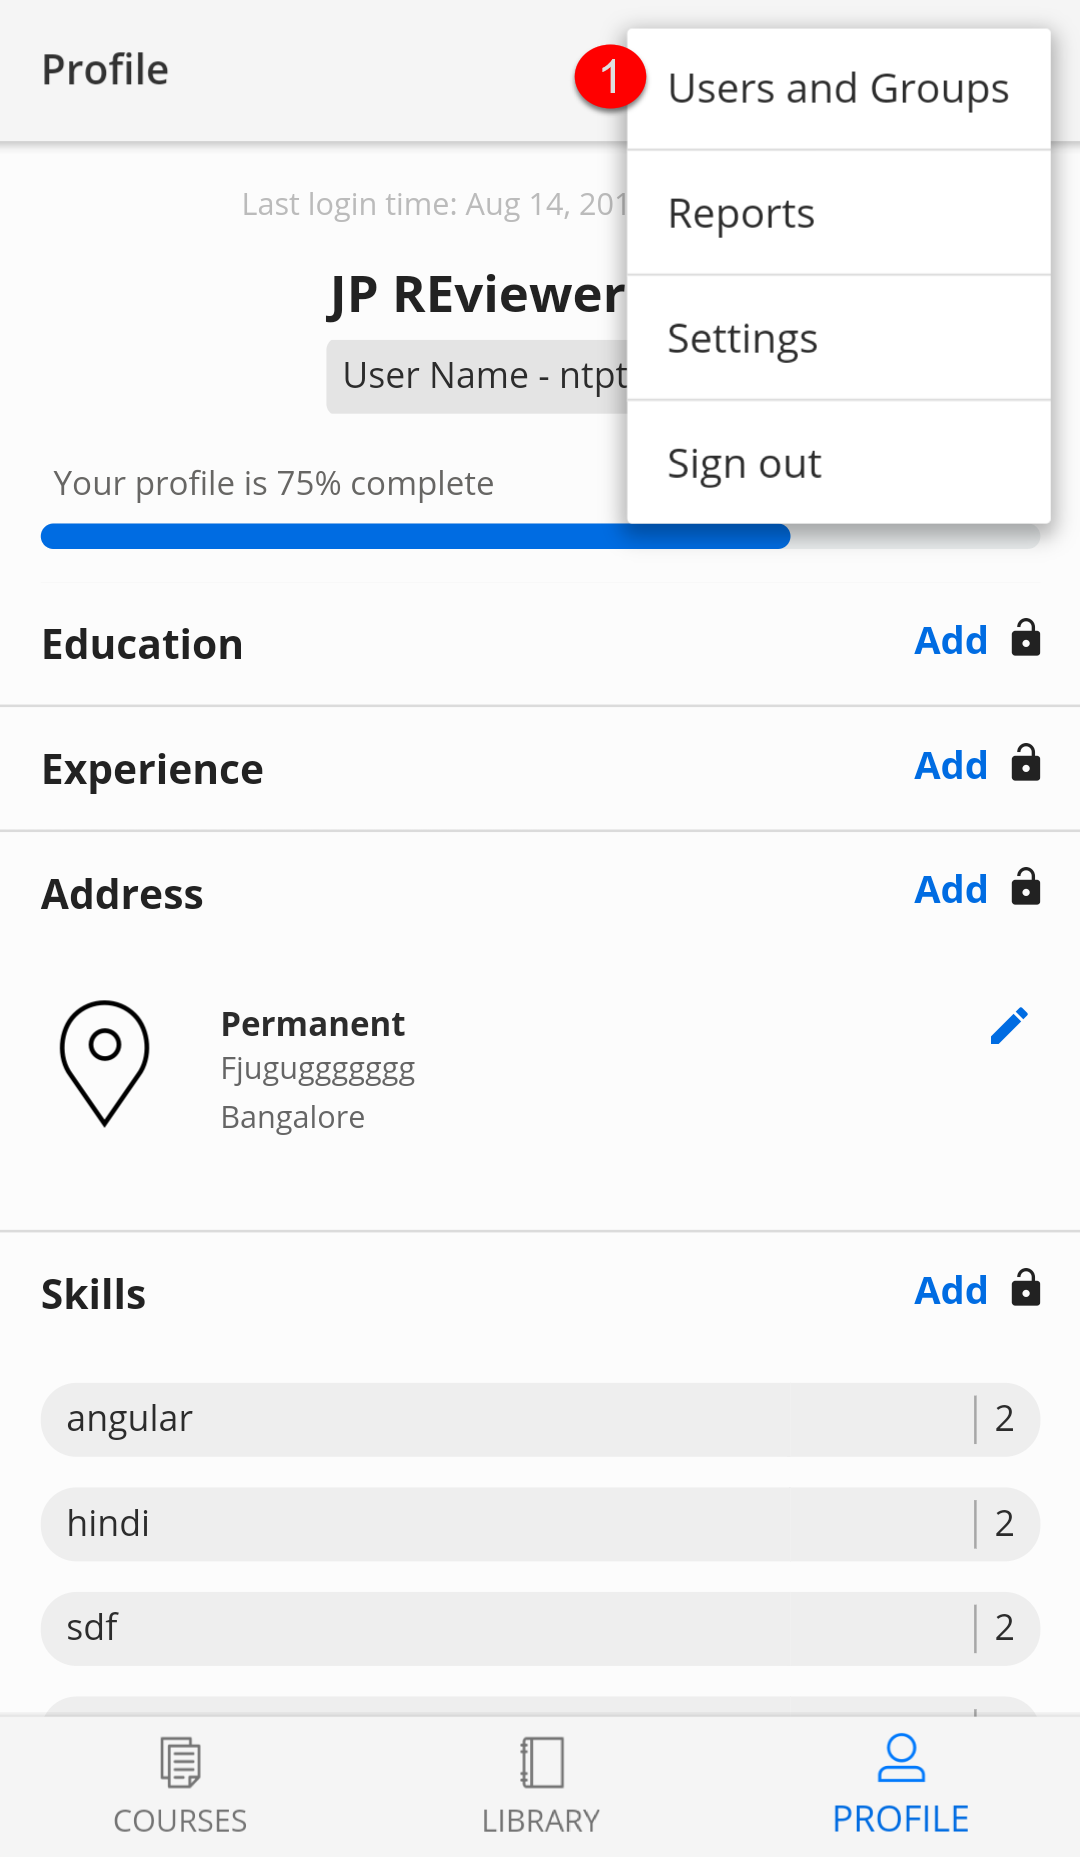 Profile
1
Users and Groups
Reports
Settings
Sign out
Last login time: Aug 14, 201
JP REviewer
User Name - ntpt
Your profile is 75% complete
Education Add
Experience Add
Address Add
Permanent
Fjuguggggggg
Bangalore
Skills Add
angular 2
hindi 2
sdf 2
COURSES LIBRARY PROFILE